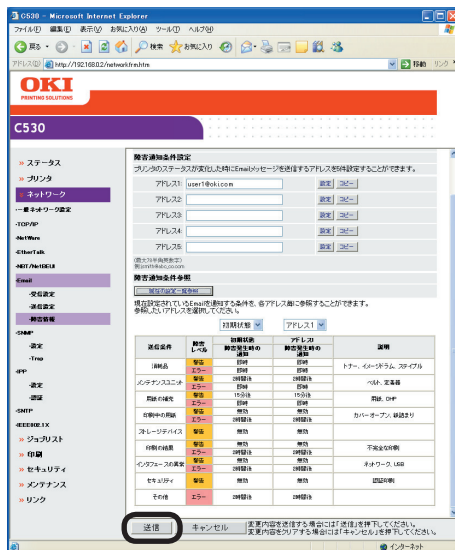 C530 - Microsoft Internet Explorer
ファイル(F) 編集(E) 表示(V) お気に入り(A) ツール(T) ヘルプ(H)
戻る 検索 お気に入り
アドレス(D) http://192.168.0.2/networkfrm.htm 移動 リンク
OKI
PRINTING SOLUTIONS
C530
» ステータス
» プリンタ
» ネットワーク
-一般ネットワーク設定
-TCP/IP
-NetWare
-EtherTalk
-NBT/NetBEUI
-Email
-受信設定
-送信設定
-障害情報
-SNMP
-設定
-Trap
-IPP
-設定
-認証
-SNTP
-IEEE802.1X
» ジョブリスト
» 印刷
» セキュリティ
» メンテナンス
» リンク
障害通知条件設定
プリンタのステータスが変化した時にEmailメッセージを送信するアドレスを5件設定することができます。
アドレス1: user1@oki.com 設定 コピー
アドレス2: 設定 コピー
アドレス3: 設定 コピー
アドレス4: 設定 コピー
アドレス5: 設定 コピー
障害通知条件参照
現在の設定一覧参照
現在設定されているEmailを通知する条件を、各アドレス毎に参照することができます。
参照したいアドレスを選択してください。
初期状態 アドレス1
送信条件 障害レベル 初期状態 障害発生時の通知 アドレス1 障害発生時の通知 説明
消耗品 警告 即時 即時 トナー、イメージドラム、ステイプル
エラー 即時 即時
メンテナンスユニット 警告 2時間後 2時間後 ベルト、定着器
エラー 即時 即時
用紙の補充 警告 15分後 15分後 用紙、OHP
エラー 即時 即時
印刷中の用紙 警告 無効 無効 カバーオープン、紙詰まり
エラー 2時間後 2時間後
ストレージデバイス 警告 無効 無効
エラー 2時間後 2時間後
印刷の結果 警告 無効 無効 不完全な印刷
エラー 2時間後 2時間後
インタフェースの異常 警告 無効 無効 ネットワーク、USB
エラー 2時間後 2時間後
セキュリティ 警告 無効 無効 認証印刷
その他 エラー 2時間後 2時間後
送信 キャンセル 変更内容を送信する場合には「送信」を押下してください。
変更内容をクリアする場合には「キャンセル」を押下してください。
インターネット